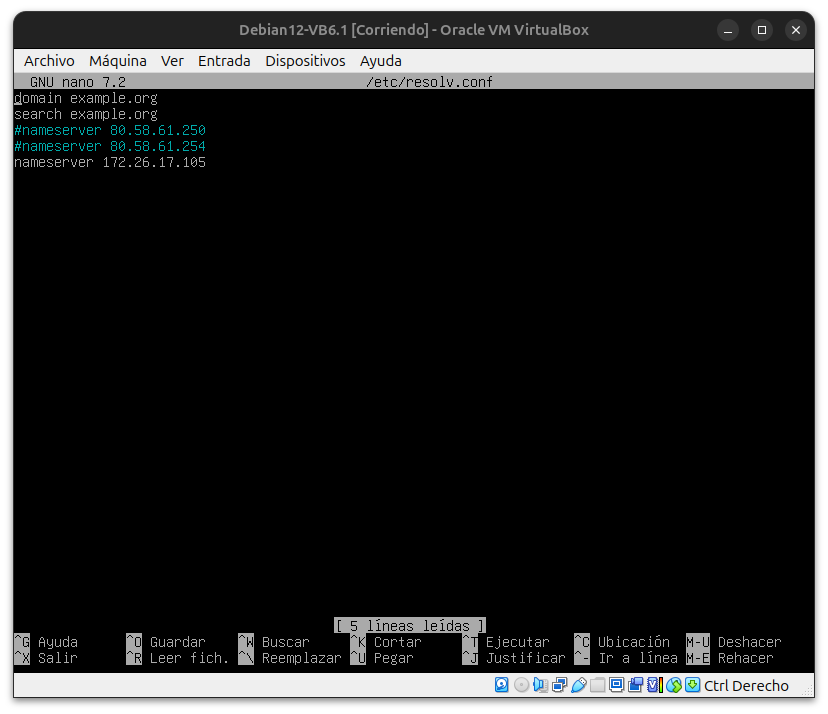 Debian12-VB6.1 [Corriendo] - Oracle VM VirtualBox
Archivo Máquina Ver Entrada Dispositivos Ayuda
GNU nano 7.2 /etc/resolv.conf
domain example.org
search example.org
#nameserver 80.58.61.250
#nameserver 80.58.61.254
nameserver 172.26.17.105
[ 5 líneas leídas ]
^G Ayuda ^O Guardar ^W Buscar ^K Cortar ^T Ejecutar ^C Ubicación M-U Deshacer
^X Salir ^R Leer fich. ^\ Reemplazar ^U Pegar ^J Justificar ^- Ir a línea M-E Rehacer
Ctrl Derecho